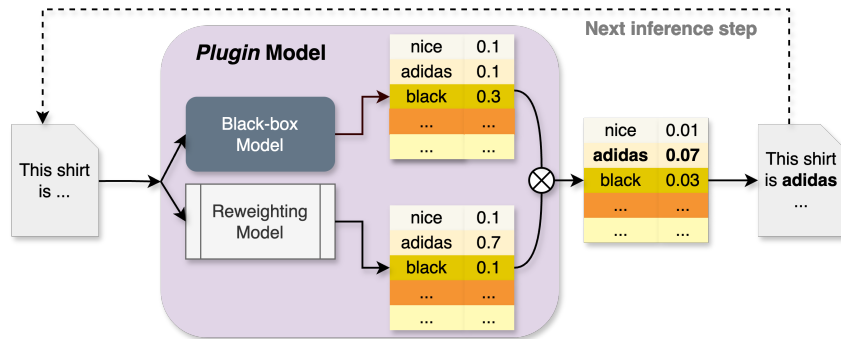 Next inference step
Plugin Model
This shirt
is ...
Black-box
Model
Reweighting
Model
nice 0.1
adidas 0.1
black 0.3
... ...
... ...
nice 0.1
adidas 0.7
black 0.1
... ...
... ...
nice 0.01
adidas 0.07
black 0.03
... ...
... ...
This shirt
is adidas
...